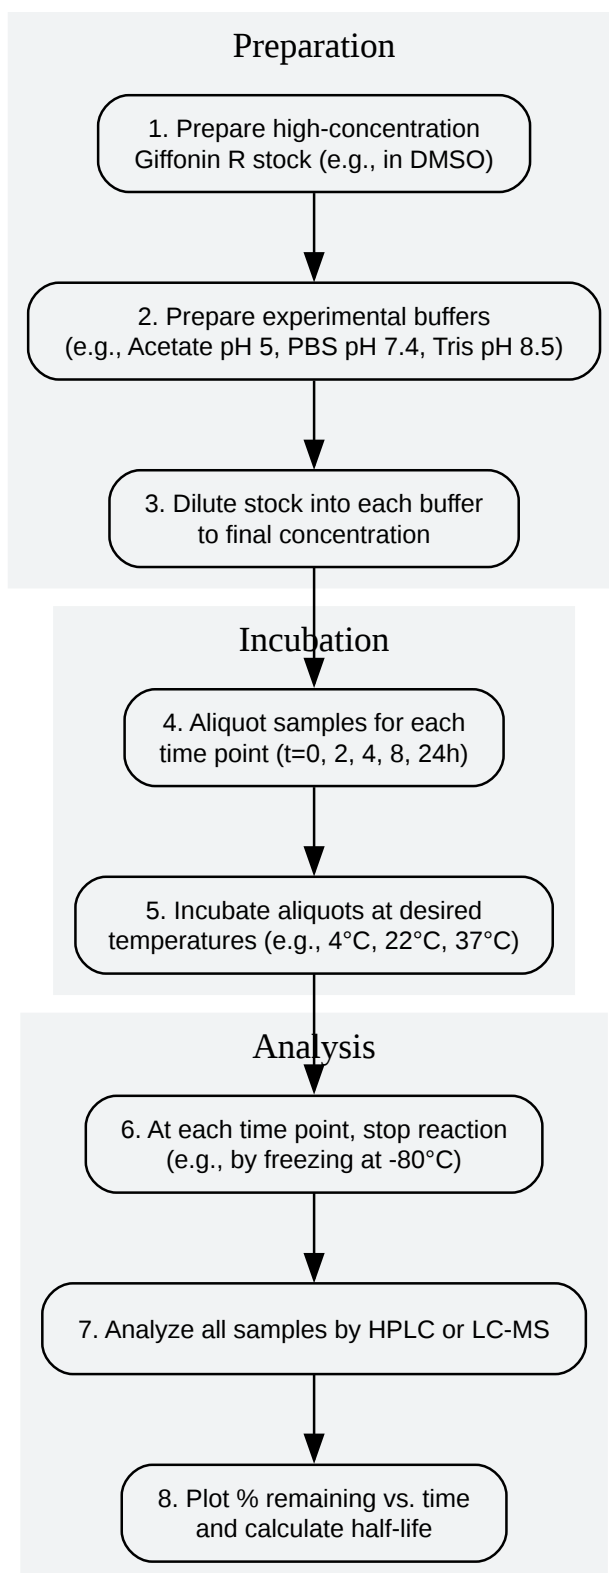 Preparation
1. Prepare high-concentration
Giffonin R stock (e.g., in DMSO)
2. Prepare experimental buffers
(e.g., Acetate pH 5, PBS pH 7.4, Tris pH 8.5)
3. Dilute stock into each buffer
to final concentration
Incubation
4. Aliquot samples for each
time point (t=0, 2, 4, 8, 24h)
5. Incubate aliquots at desired
temperatures (e.g., 4°C, 22°C, 37°C)
Analysis
6. At each time point, stop reaction
(e.g., by freezing at -80°C)
7. Analyze all samples by HPLC or LC-MS
8. Plot % remaining vs. time
and calculate half-life